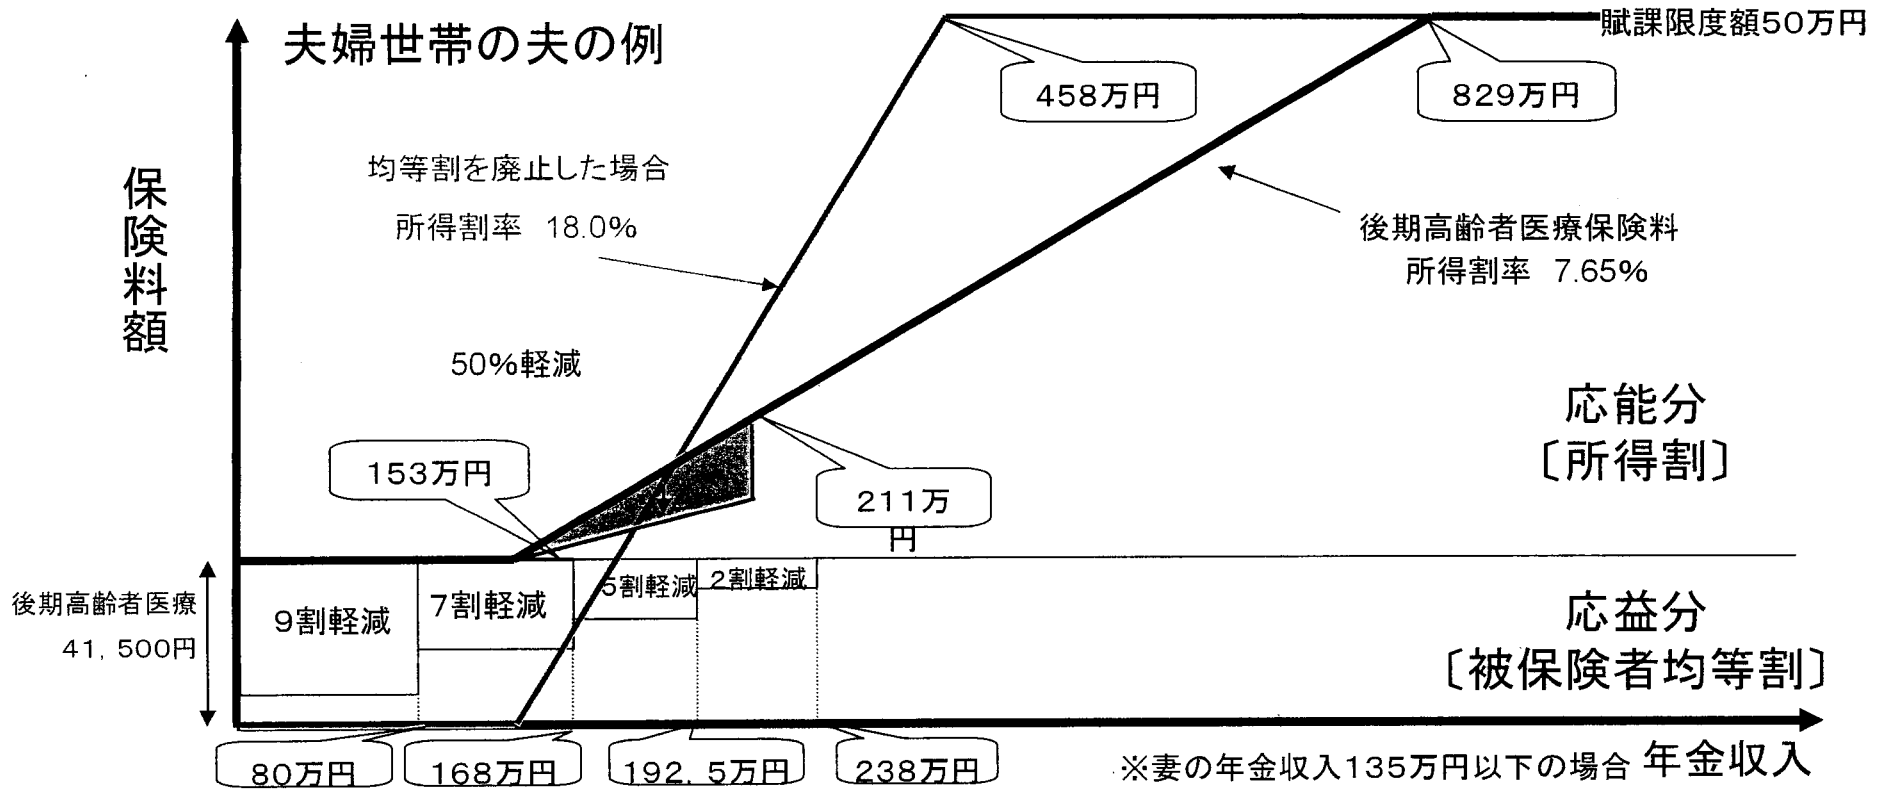 夫婦世帯の夫の例
賦課限度額50万円
458万円
829万円
均等割を廃止した場合
所得割率 18.0%
保険料額
後期高齢者医療保険料
所得割率 7.65%
50%軽減
応能分
〔所得割〕
153万円
211万
円
9割軽減
7割軽減
5割軽減
2割軽減
後期高齢者医療
41,500円
応益分
〔被保険者均等割〕
80万円
168万円
192.5万円
238万円
※妻の年金収入135万円以下の場合
年金収入